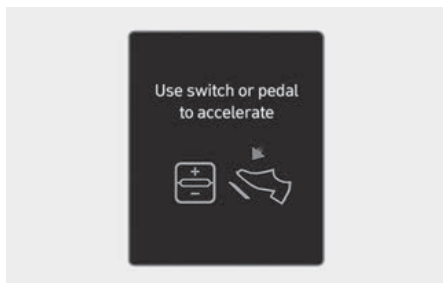 Use switch or pedal
to accelerate
+
−